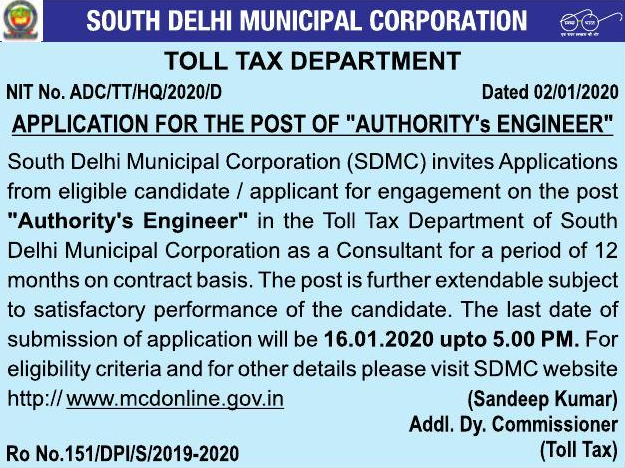 SOUTH DELHI MUNICIPAL CORPORATION
TOLL TAX DEPARTMENT
NIT No. ADC/TT/HQ/2020/D Dated 02/01/2020
APPLICATION FOR THE POST OF "AUTHORITY's ENGINEER"
South Delhi Municipal Corporation (SDMC) invites Applications
from eligible candidate / applicant for engagement on the post
"Authority's Engineer" in the Toll Tax Department of South
Delhi Municipal Corporation as a Consultant for a period of 12
months on contract basis. The post is further extendable subject
to satisfactory performance of the candidate. The last date of
submission of application will be 16.01.2020 upto 5.00 PM. For
eligibility criteria and for other details please visit SDMC website
http:// www.mcdonline.gov.in (Sandeep Kumar)
Addl. Dy. Commissioner
Ro No.151/DPI/S/2019-2020 (Toll Tax)